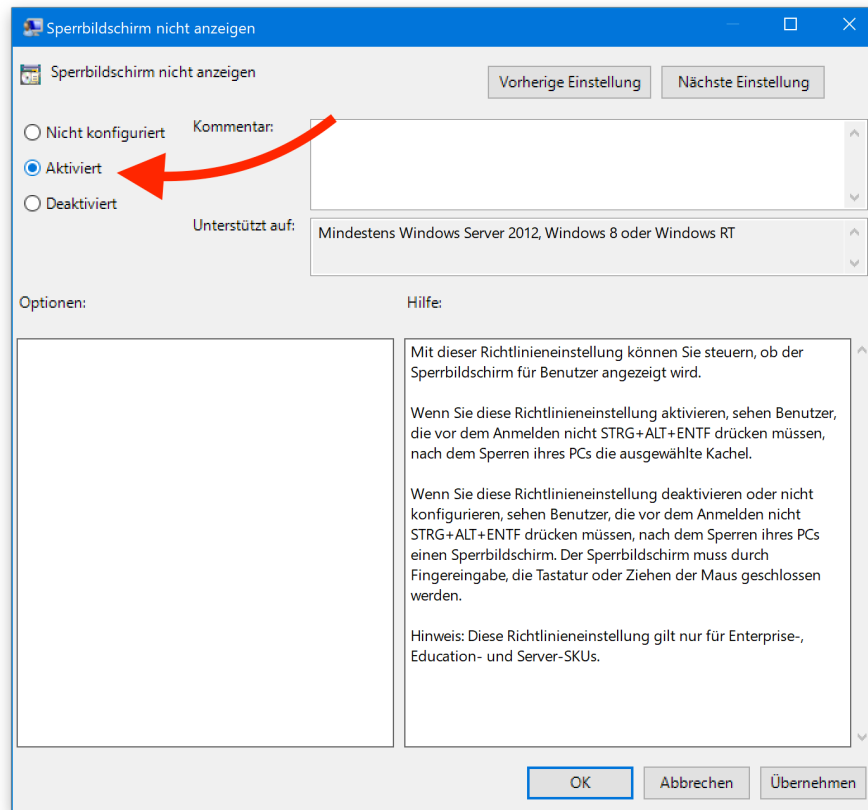 Sperrbildschirm nicht anzeigen
Sperrbildschirm nicht anzeigen
Vorherige Einstellung
Nächste Einstellung
Nicht konfiguriert
Kommentar:
Aktiviert
Deaktiviert
Unterstützt auf:
Mindestens Windows Server 2012, Windows 8 oder Windows RT
Optionen:
Hilfe:
Mit dieser Richtlinieneinstellung können Sie steuern, ob der
Sperrbildschirm für Benutzer angezeigt wird.
Wenn Sie diese Richtlinieneinstellung aktivieren, sehen Benutzer,
die vor dem Anmelden nicht STRG+ALT+ENTF drücken müssen,
nach dem Sperren ihres PCs die ausgewählte Kachel.
Wenn Sie diese Richtlinieneinstellung deaktivieren oder nicht
konfigurieren, sehen Benutzer, die vor dem Anmelden nicht
STRG+ALT+ENTF drücken müssen, nach dem Sperren ihres PCs
einen Sperrbildschirm. Der Sperrbildschirm muss durch
Fingereingabe, die Tastatur oder Ziehen der Maus geschlossen
werden.
Hinweis: Diese Richtlinieneinstellung gilt nur für Enterprise-,
Education- und Server-SKUs.
OK
Abbrechen
Übernehmen